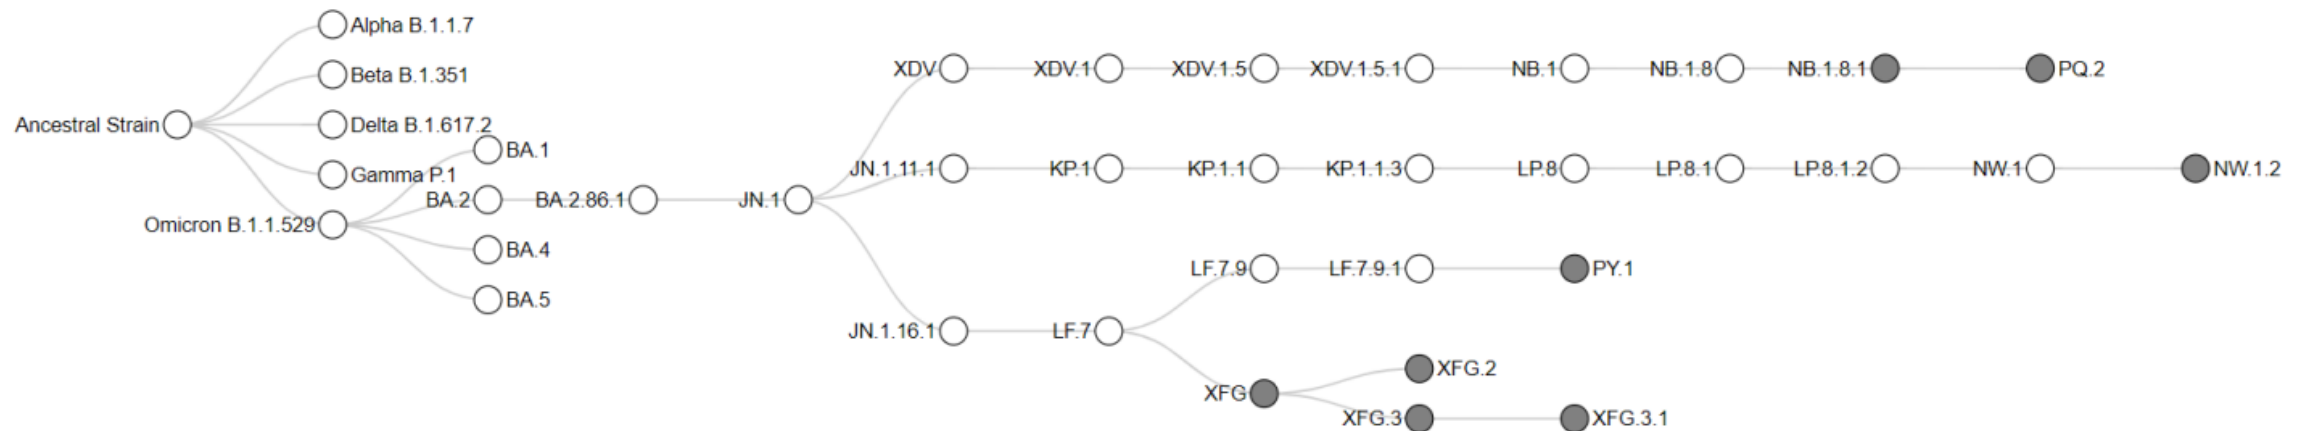 Alpha B.1.1.7
XDV XDV.1 XDV.1.5 XDV.1.5.1 NB.1 NB.1.8 NB.1.8.1 PQ.2
Beta B.1.351
Ancestral Strain Delta B.1.617.2
BA.1
Gamma P.1 JN.1.11.1 KP.1 KP.1.1 KP.1.1.3 LP.8 LP.8.1 LP.8.1.2 NW.1 NW.1.2
BA.2 BA.2.86.1 JN.1
Omicron B.1.1.529
BA.4
LF.7.9 LF.7.9.1 PY.1
BA.5
JN.1.16.1 LF.7
XFG.2
XFG
XFG.3 XFG.3.1